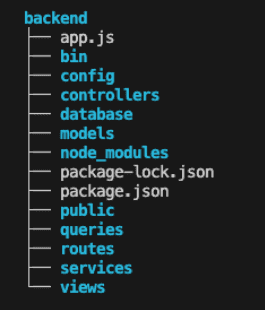 backend
├── app.js
├── bin
├── config
├── controllers
├── database
├── models
├── node_modules
├── package-lock.json
├── package.json
├── public
├── queries
├── routes
├── services
└── views